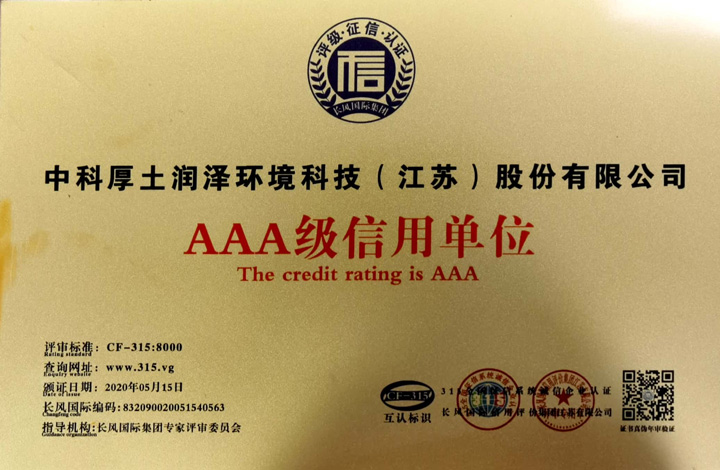 评级·征信·认证
信
长风国际集团
中科厚土润泽环境科技（江苏）股份有限公司
AAA级信用单位
The credit rating is AAA
评审标准: CF-315:8000
Rating standard
查询网址: www.315.vg
Enquiry website
颁证日期: 2020年05月15日
Date of issue
长风国际编码: 832090020051540563
Changfeng code
指导机构: 长风国际集团专家评审委员会
Guidance organization
CF-315
互认标识
证书真伪年审验证